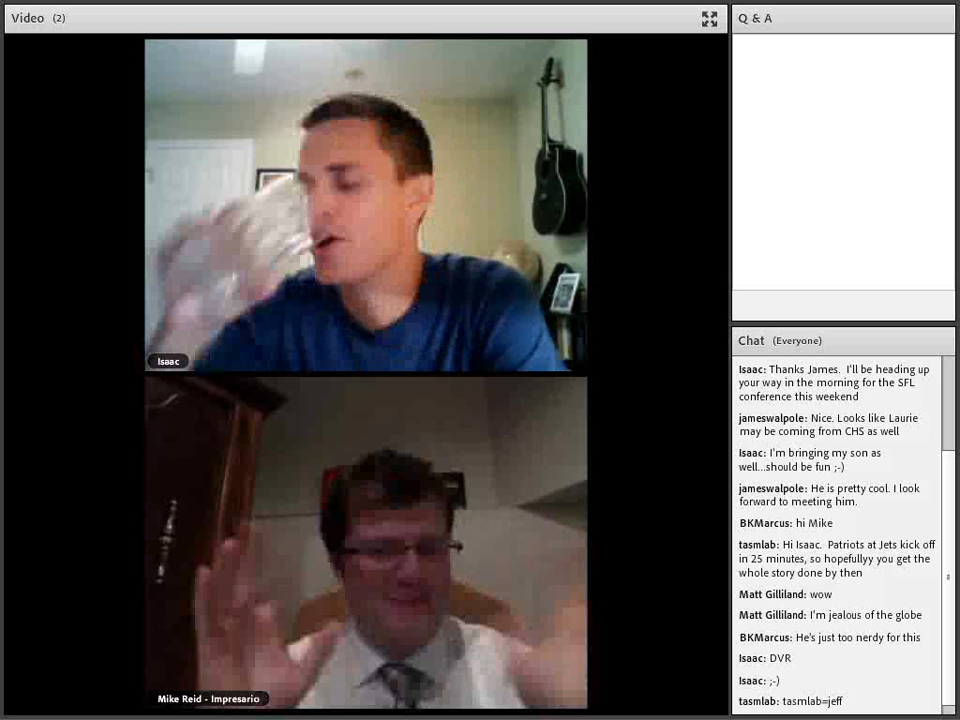 Video (2)
Isaac
Mike Reid - Impresario
Q & A
Chat (Everyone)
Isaac: Thanks James. I'll be heading up
your way in the morning for the SFL
conference this weekend
jameswalpole: Nice. Looks like Laurie
may be coming from CHS as well
Isaac: I'm bringing my son as
well...should be fun ;-)
jameswalpole: He is pretty cool. I look
forward to meeting him.
BKMarcus: hi Mike
tasmlab: Hi Isaac. Patriots at Jets kick off
in 25 minutes, so hopefullyy you get the
whole story done by then
Matt Gilliland: wow
Matt Gilliland: I'm jealous of the globe
BKMarcus: He's just too nerdy for this
Isaac: DVR
Isaac: ;-)
tasmlab: tasmlab=jeff